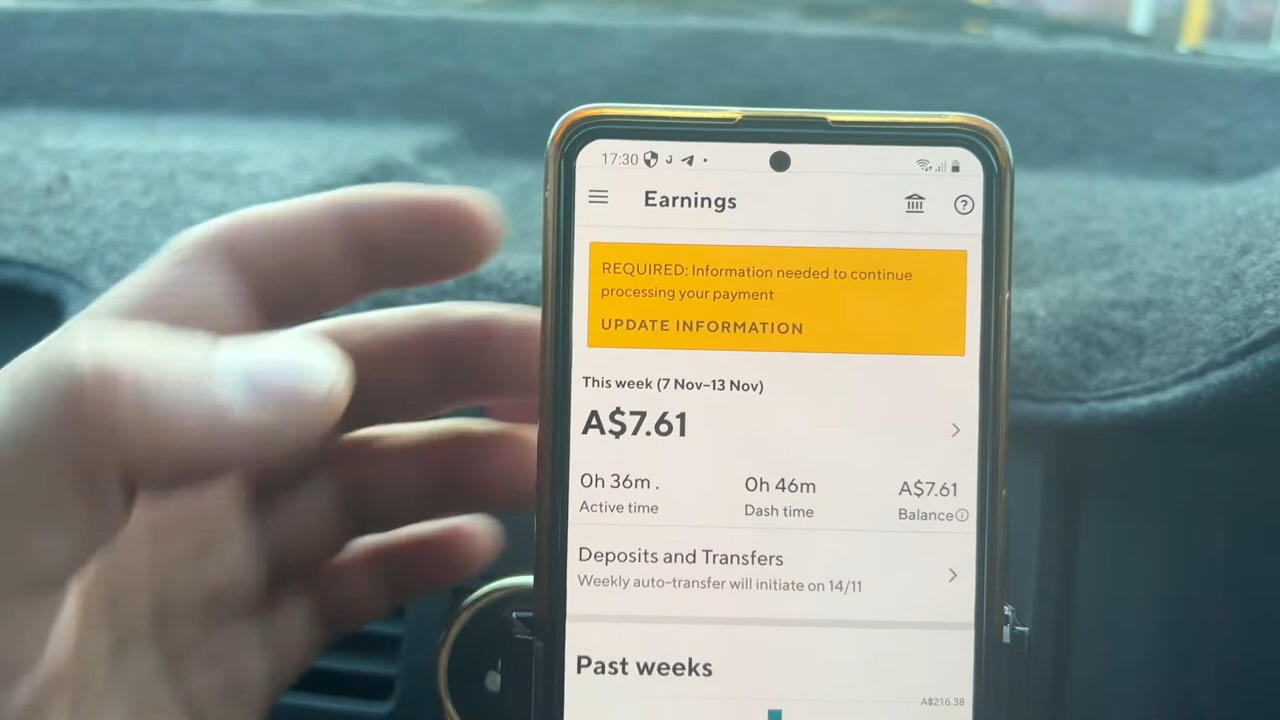 17:30
Earnings
REQUIRED: Information needed to continue
processing your payment
UPDATE INFORMATION
This week (7 Nov–13 Nov)
A$7.61
0h 36m .
Active time
0h 46m
Dash time
A$7.61
Balance
Deposits and Transfers
Weekly auto-transfer will initiate on 14/11
Past weeks
A$216.38